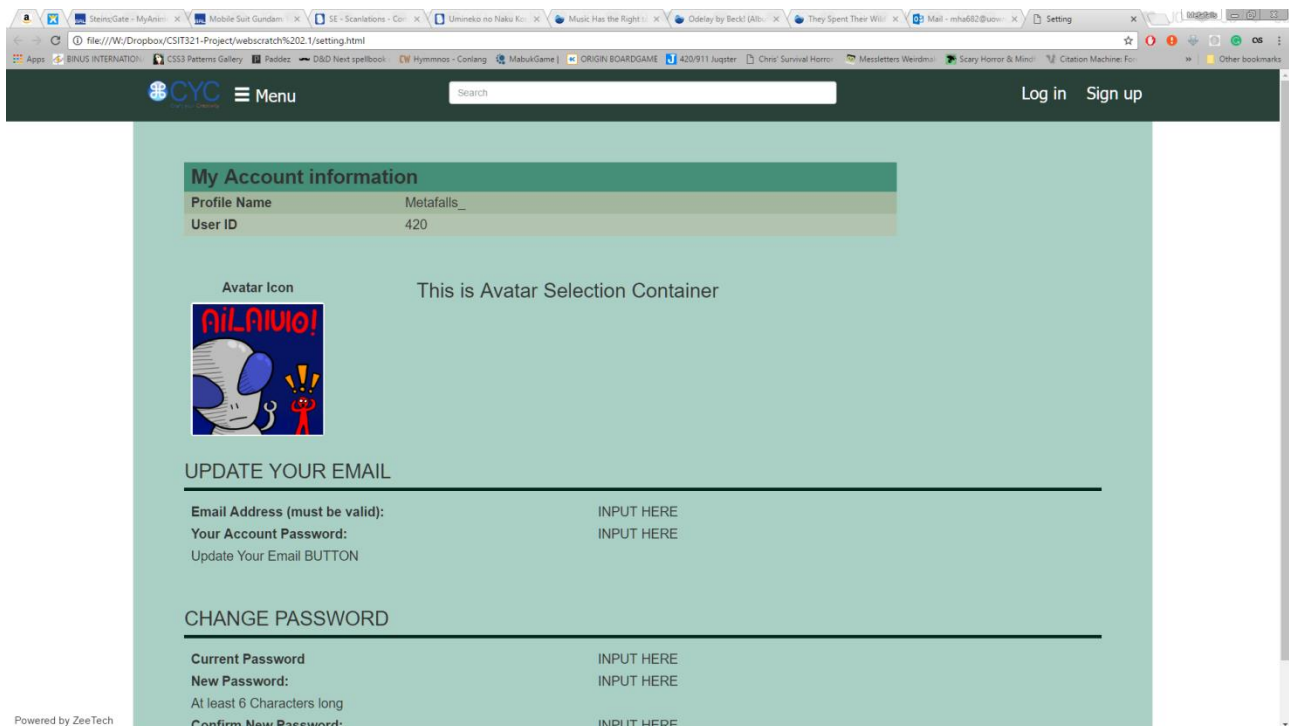 Steins;Gate - MyAnim
Mobile Suit Gundam
SE - Scanlations - Con
Umineko no Naku Ko
Music Has the Right t
Odelay by Beck! (Albu
They Spent Their Wil
Mail - mha682@uow
Setting
file:///W:/Dropbox/CSIT321-Project/webscratch%202.1/setting.html
Apps
BINUS INTERNATION
CSS3 Patterns Gallery
Paddez
D&D Next spellbook
Hymmnos - Conlang
MabukGame |
ORIGIN BOARDGAME
420/911 Juqster
Chris' Survival Horror
Messletters Weirdma
Scary Horror & Mind
Citation Machine: For
Other bookmarks
CYC
Menu
Search
Log in
Sign up
My Account information
Profile Name Metafalls_
User ID 420
Avatar Icon
This is Avatar Selection Container
UPDATE YOUR EMAIL
Email Address (must be valid): INPUT HERE
Your Account Password: INPUT HERE
Update Your Email BUTTON
CHANGE PASSWORD
Current Password INPUT HERE
New Password: INPUT HERE
At least 6 Characters long
Confirm New Password: INPUT HERE
Powered by ZeeTech